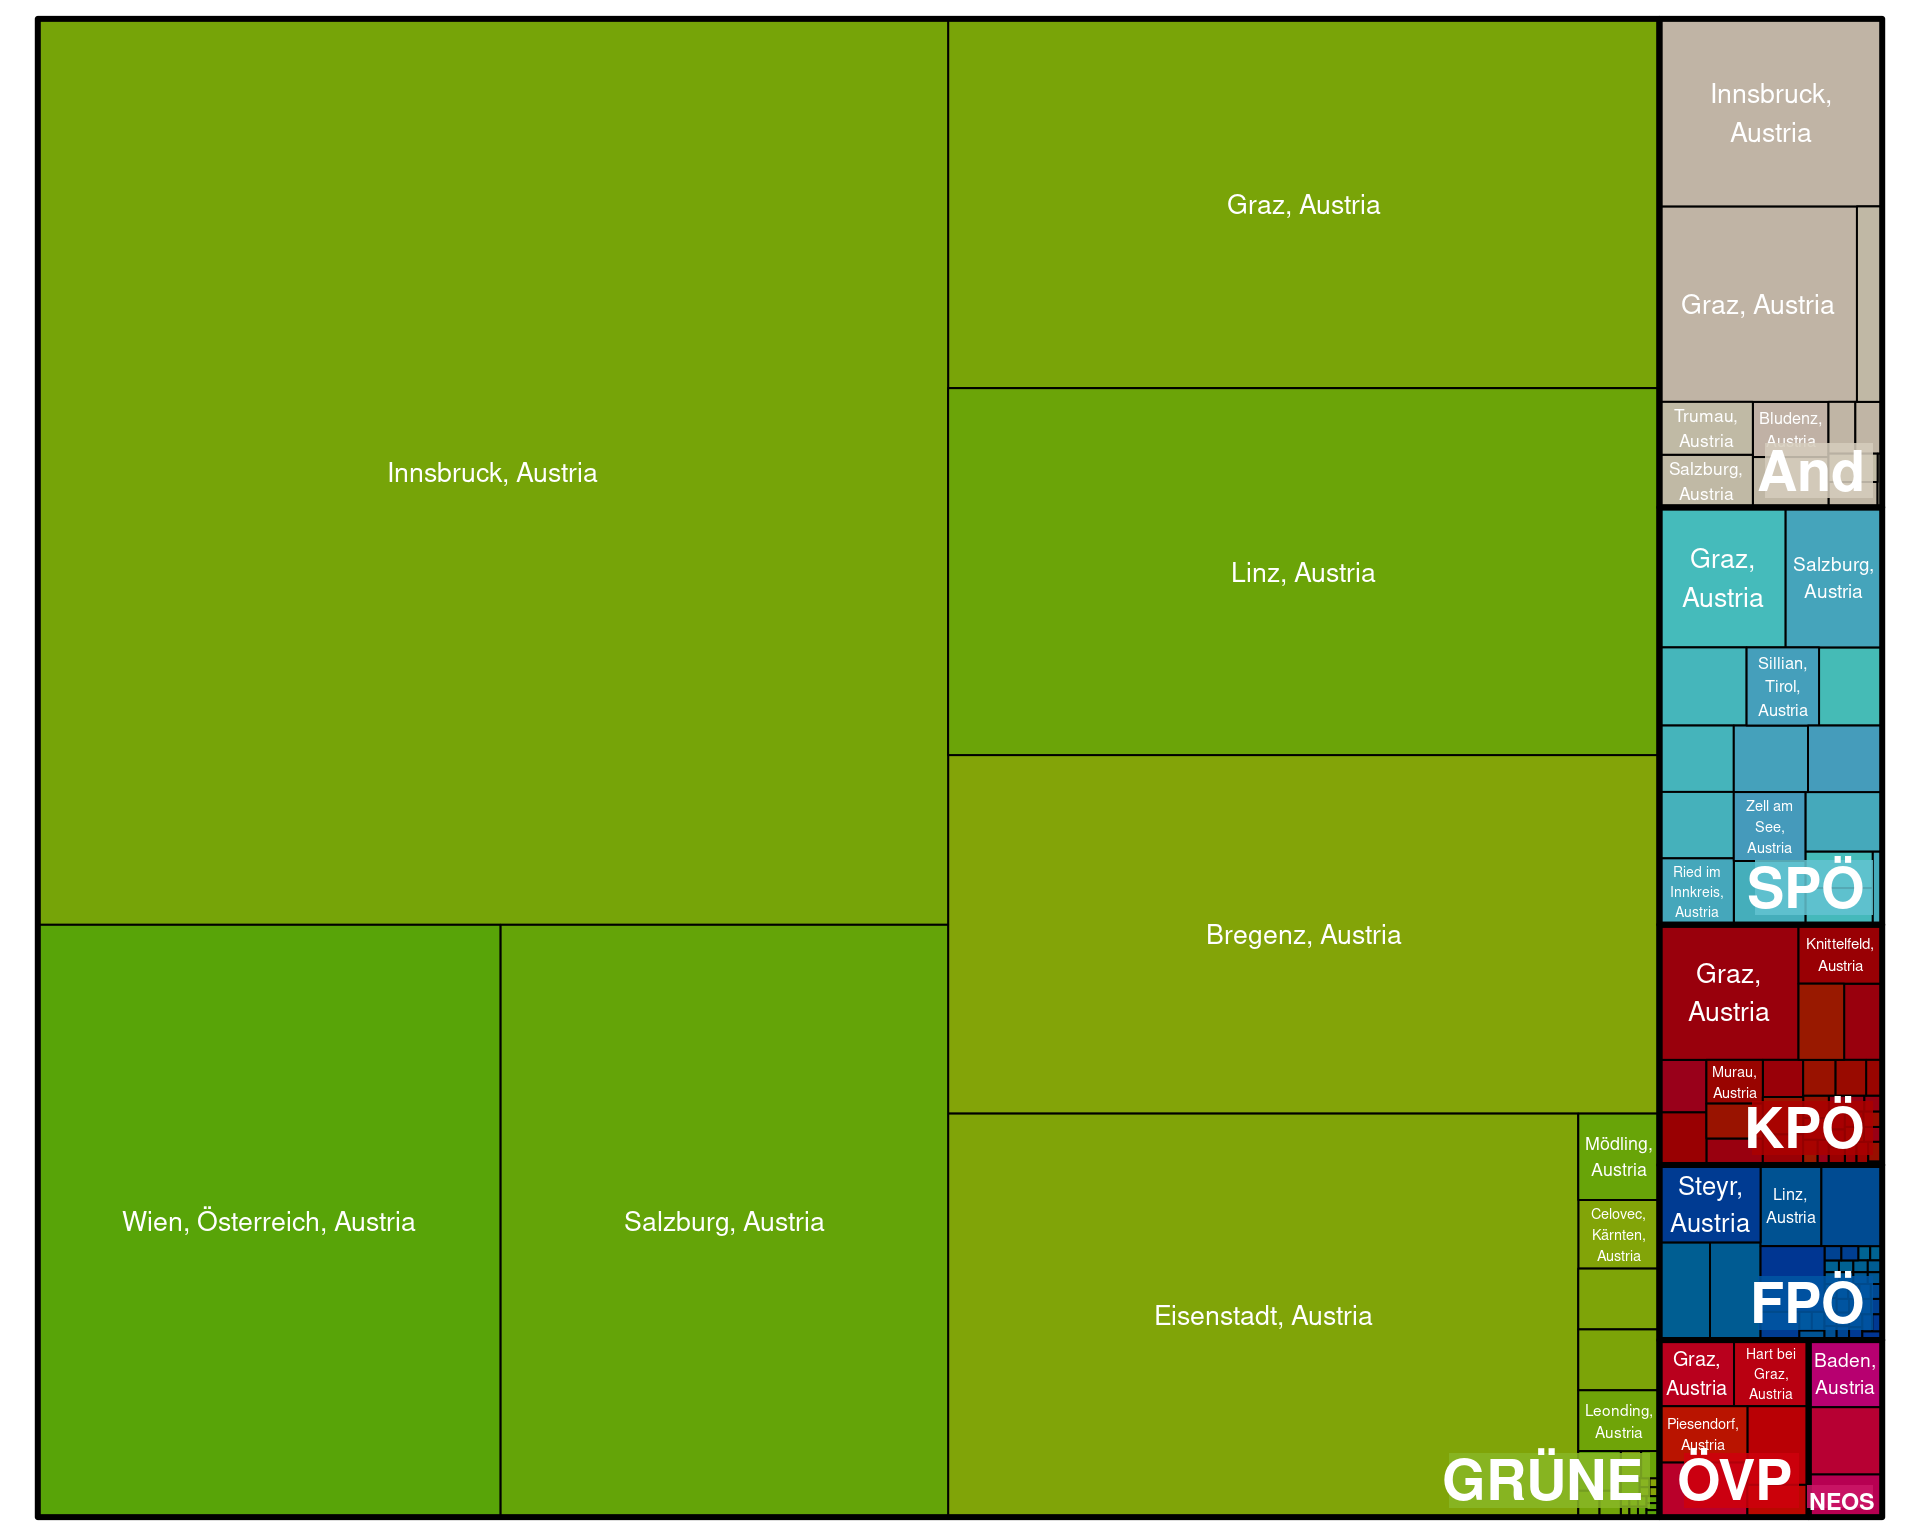 Innsbruck, Austria
Wien, Österreich, Austria
Salzburg, Austria
Graz, Austria
Linz, Austria
Bregenz, Austria
Eisenstadt, Austria
Mödling,
Austria
Celovec,
Kärnten,
Austria
Leonding,
Austria
GRÜNE
Innsbruck,
Austria
Graz, Austria
Trumau,
Austria
Bludenz,
Austria
Salzburg,
Austria
And
Graz,
Austria
Salzburg,
Austria
Sillian,
Tirol,
Austria
Zell am
See,
Austria
Ried im
Innkreis,
Austria
SPÖ
Graz,
Austria
Knittelfeld,
Austria
Murau,
Austria
KPÖ
Steyr,
Austria
Linz,
Austria
FPÖ
Graz,
Austria
Hart bei
Graz,
Austria
Piesendorf,
Austria
ÖVP
Baden,
Austria
NEOS